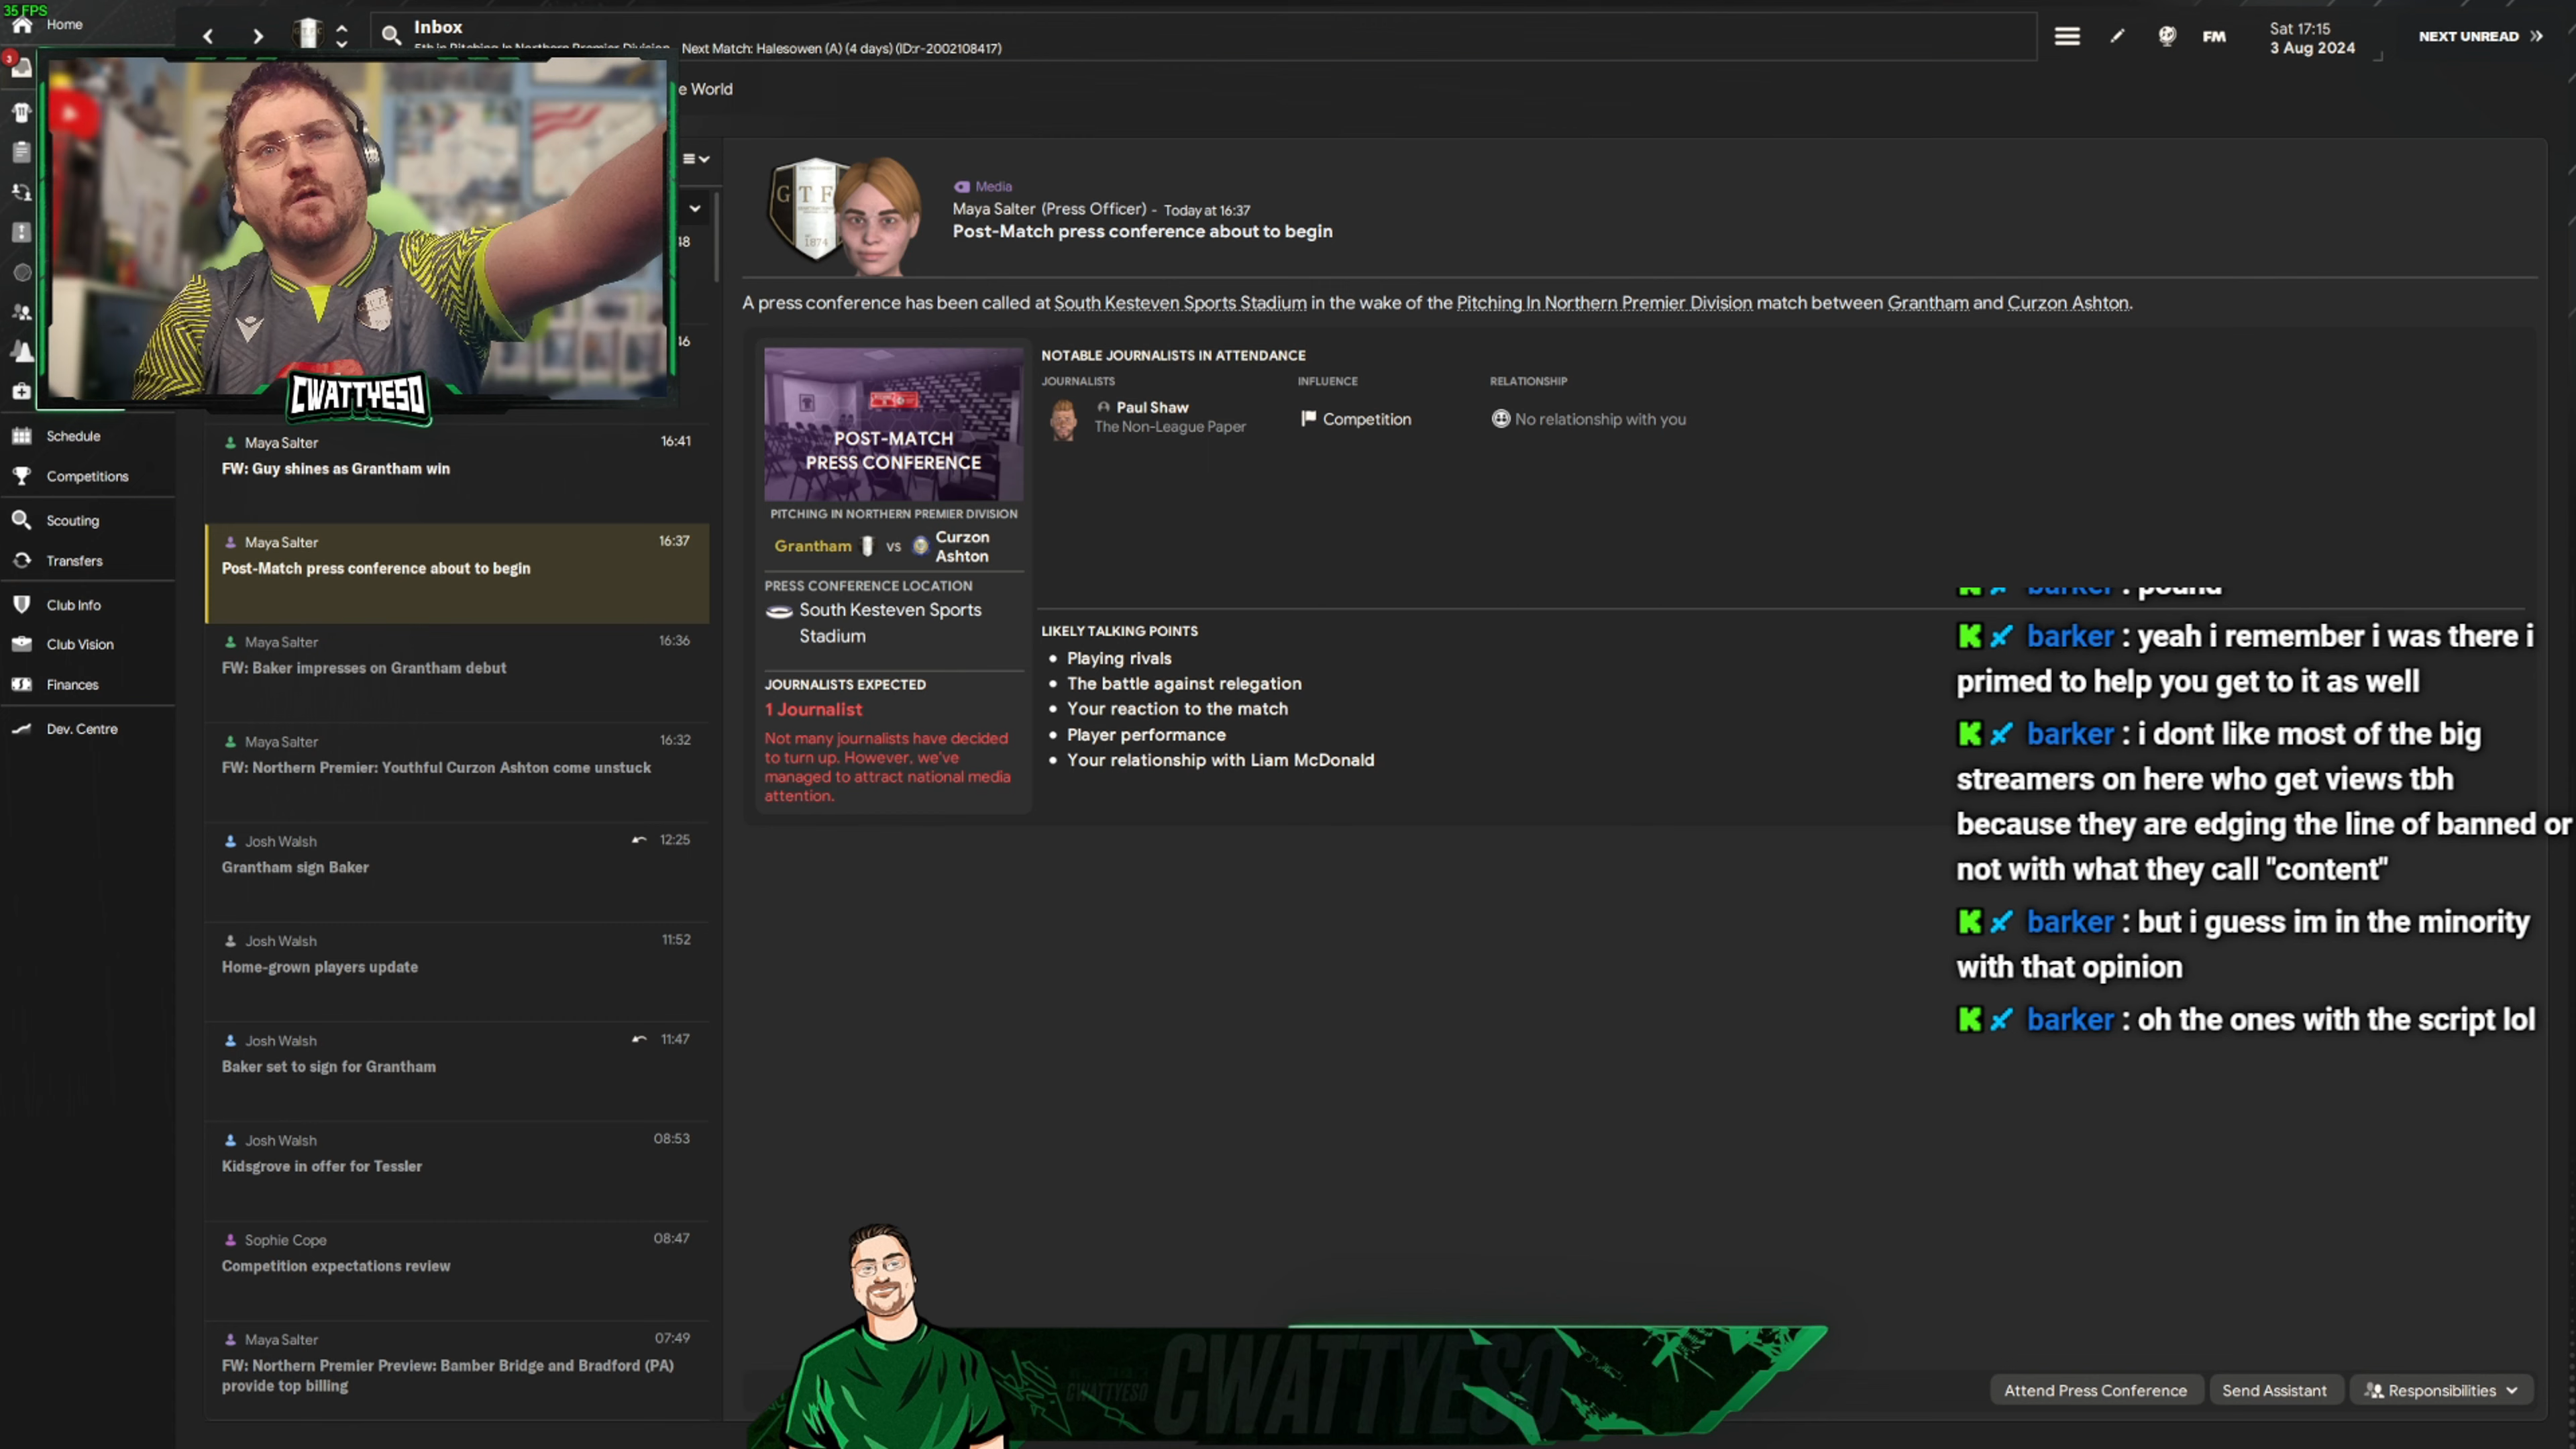 35 FPS
Home
Inbox
Next Match: Halesowen (A) (4 days) (ID:r-2002108417)
FM
Sat 17:15
3 Aug 2024
NEXT UNREAD
3
e World
48
46
CWATTYESO
Schedule
Competitions
Scouting
Transfers
Club Info
Club Vision
Finances
Dev. Centre
Maya Salter 16:41
FW: Guy shines as Grantham win
Maya Salter 16:37
Post-Match press conference about to begin
Maya Salter 16:36
FW: Baker impresses on Grantham debut
Maya Salter 16:32
FW: Northern Premier: Youthful Curzon Ashton come unstuck
Josh Walsh 12:25
Grantham sign Baker
Josh Walsh 11:52
Home-grown players update
Josh Walsh 11:47
Baker set to sign for Grantham
Josh Walsh 08:53
Kidsgrove in offer for Tessler
Sophie Cope 08:47
Competition expectations review
Maya Salter 07:49
FW: Northern Premier Preview: Bamber Bridge and Bradford (PA)
provide top billing
G T F
1874
Media
Maya Salter (Press Officer) - Today at 16:37
Post-Match press conference about to begin
A press conference has been called at South Kesteven Sports Stadium in the wake of the Pitching In Northern Premier Division match between Grantham and Curzon Ashton.
POST-MATCH
PRESS CONFERENCE
PITCHING IN NORTHERN PREMIER DIVISION
Grantham vs Curzon
Ashton
PRESS CONFERENCE LOCATION
South Kesteven Sports
Stadium
JOURNALISTS EXPECTED
1 Journalist
Not many journalists have decided
to turn up. However, we've
managed to attract national media
attention.
NOTABLE JOURNALISTS IN ATTENDANCE
JOURNALISTS INFLUENCE RELATIONSHIP
Paul Shaw
The Non-League Paper
Competition
No relationship with you
LIKELY TALKING POINTS
• Playing rivals
• The battle against relegation
• Your reaction to the match
• Player performance
• Your relationship with Liam McDonald
barker : pound
barker : yeah i remember i was there i
primed to help you get to it as well
barker : i dont like most of the big
streamers on here who get views tbh
because they are edging the line of banned or
not with what they call "content"
barker : but i guess im in the minority
with that opinion
barker : oh the ones with the script lol
CWATTYESO
CWATTYESO
Attend Press Conference
Send Assistant
Responsibilities